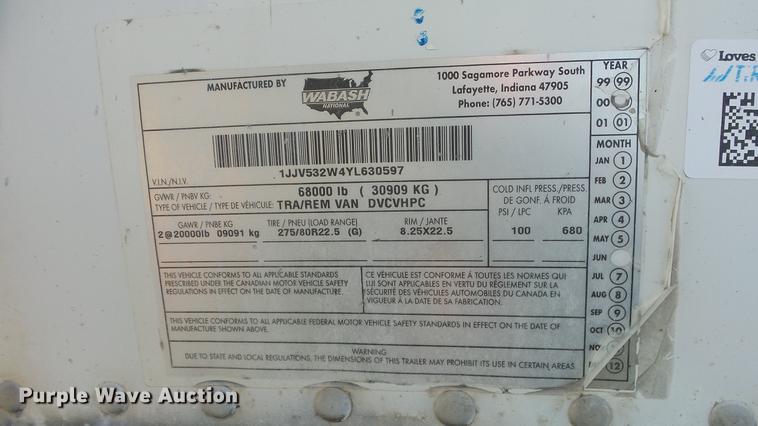 MANUFACTURED BY
WABASH
NATIONAL
1000 Sagamore Parkway South
Lafayette, Indiana 47905
Phone: (765) 771-5300
V.I.N./N.I.V.
1JJV532W4YL630597
GVWR / PNBV KG: 68000 lb ( 30909 KG )
TYPE OF VEHICLE / TYPE DE VÉHICULE: TRA/REM VAN DVCVHPC
COLD INFL PRESS./PRESS.
DE GONF. À FROID
PSI / LPC KPA
GAWR / PNBE KG TIRE / PNEU (LOAD RANGE) RIM / JANTE
2@20000lb 09091 kg 275/80R22.5 (G) 8.25X22.5 100 680
THIS VEHICLE CONFORMS TO ALL APPLICABLE STANDARDS
PRESCRIBED UNDER THE CANADIAN MOTOR VEHICLE SAFETY
REGULATIONS IN EFFECT ON THE DATE OF MANUFACTURE.
CE VÉHICULE EST CONFORME À TOUTES LES NORMES QUI
LUI SONT APPLICABLES EN VERTU DU RÈGLEMENT SUR LA
SÉCURITÉ DES VÉHICULES AUTOMOBILES DU CANADA EN
VIGUEUR À LA DATE DE SA FABRICATION.
THIS VEHICLE CONFORMS TO ALL APPLICABLE FEDERAL MOTOR VEHICLE SAFETY STANDARDS IN EFFECT ON THE DATE OF
MANUFACTURE SHOWN ABOVE.
WARNING
DUE TO STATE AND LOCAL REGULATIONS, THE DIMENSIONS OF THIS TRAILER MAY PROHIBIT ITS USE IN CERTAIN AREAS.
YEAR
99 99
00
01 01
MONTH
JAN 1
FEB 2
MAR 3
APR 4
MAY 5
JUN
JUL 7
AUG 8
SEP 9
OCT 10
12
Loves
Purple Wave Auction